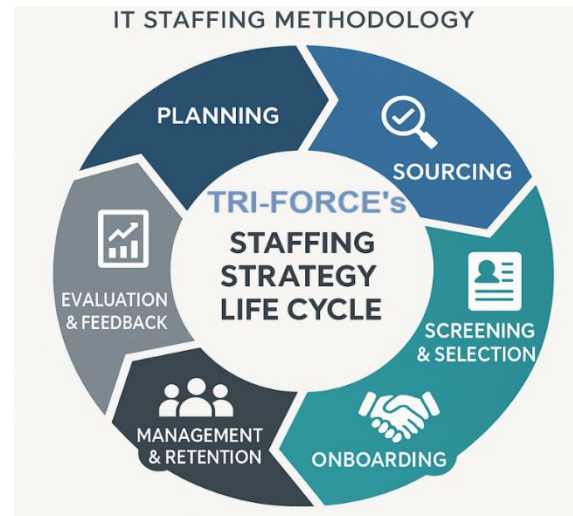 IT STAFFING METHODOLOGY
PLANNING
SOURCING
TRI-FORCE's
STAFFING
STRATEGY
LIFE CYCLE
SCREENING
& SELECTION
ONBOARDING
MANAGEMENT
& RETENTION
EVALUATION
& FEEDBACK